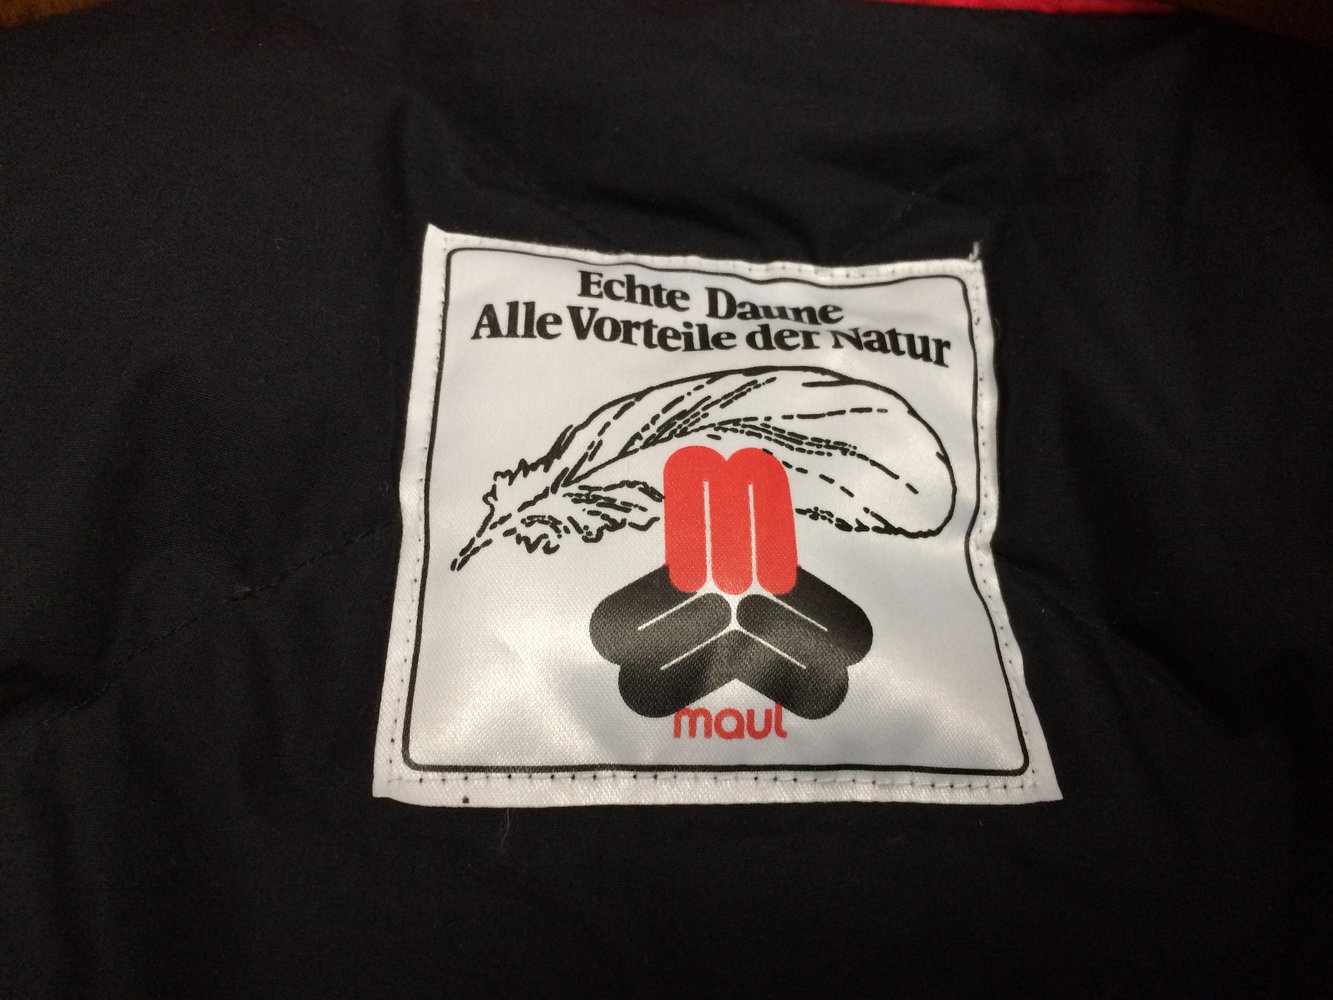 Echte Daune
Alle Vorteile der Natur
maul